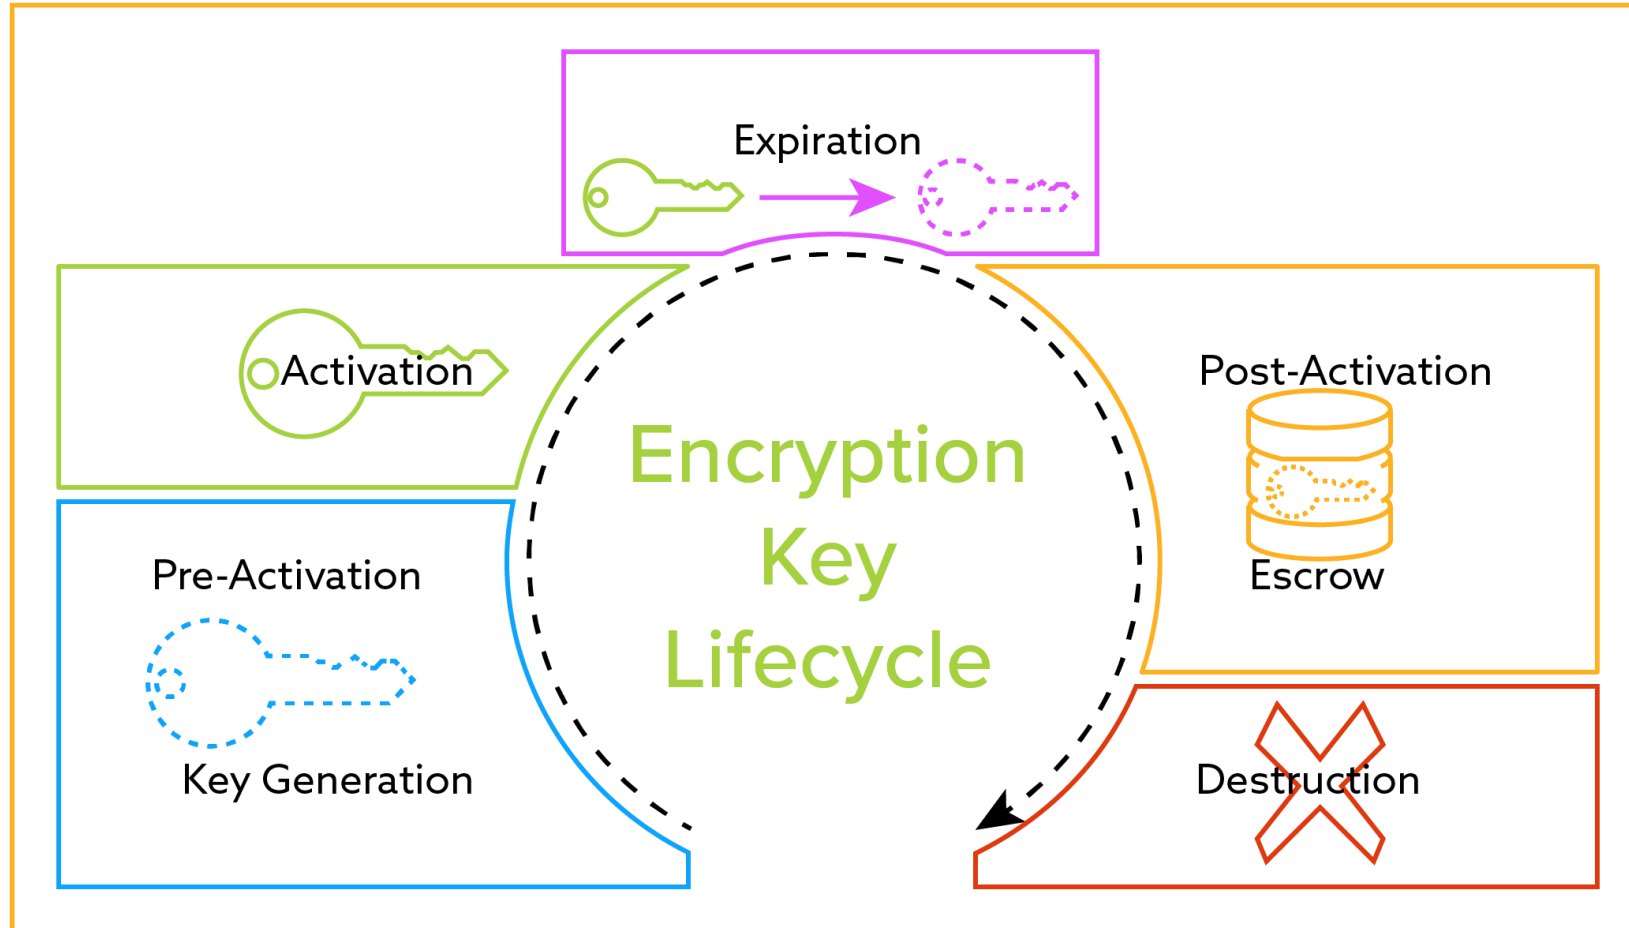 Expiration
Activation
Post-Activation
Encryption
Key
Lifecycle
Pre-Activation
Escrow
Key Generation
Destruction